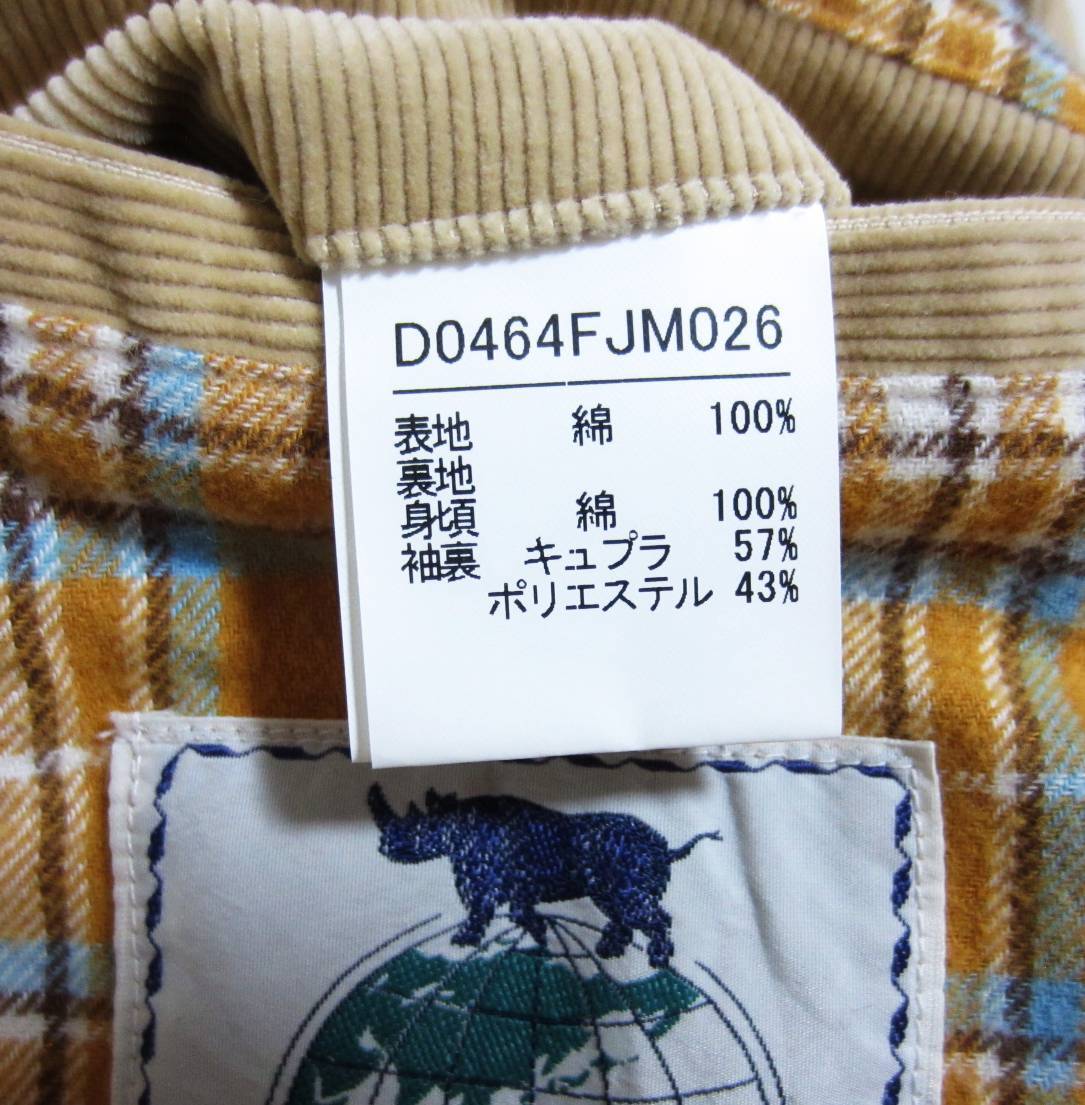 D0464FJM026
表地 綿 100%
裏地
身頃 綿 100%
袖裏 キュプラ 57%
ポリエステル 43%